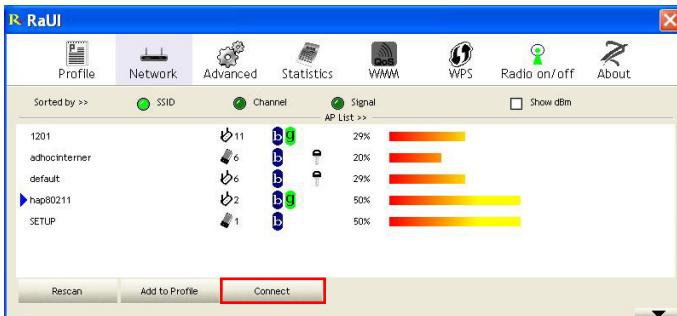 R RaUI
Profile Network Advanced Statistics QoS WMM WPS Radio on/off About
Sorted by >> SSID Channel Signal Show dBm
AP List >>
1201 11 b g 29%
adhocinterner 6 b 20%
default 6 b 29%
hap80211 2 b g 50%
SETUP 1 b 50%
Rescan Add to Profile Connect